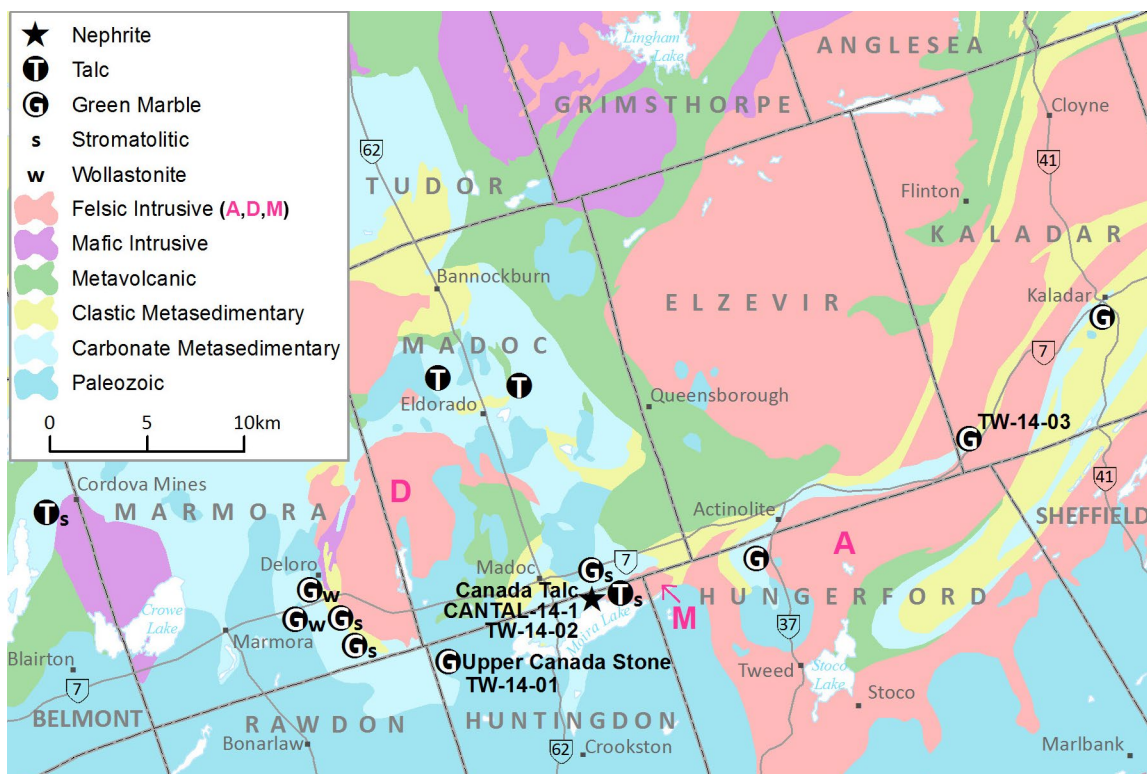 Nephrite
T Talc
G Green Marble
s Stromatolitic
w Wollastonite
Felsic Intrusive (A,D,M)
Mafic Intrusive
Metavolcanic
Clastic Metasedimentary
Carbonate Metasedimentary
Paleozoic
0 5 10km
Lingham
Lake
ANGLESEA
GRIMSTHORPE
Cloyne
62
41
TUDOR
Flinton
KALADAR
Bannockburn
ELZEVIR
Kaladar
G
MADOC
7
T
T
Eldorado
Queensborough
TW-14-03
G
D
41
Cordova Mines
Ts
MARMORA
Actinolite
SHEFFIELD
A
G
Deloro
Madoc
Gs
7
Gw
Canada Talc
Ts
CANTAL-14-1
M
HUNGERFORD
Crowe
Lake
Gw
Gs
TW-14-02
Moira Lake
37
Marmora
Gs
Blairton
G Upper Canada Stone
TW-14-01
Tweed
Stoco
Lake
7
Stoco
BELMONT
RAWDON
HUNTINGDON
Bonarlaw
62
Crookston
Marlbank